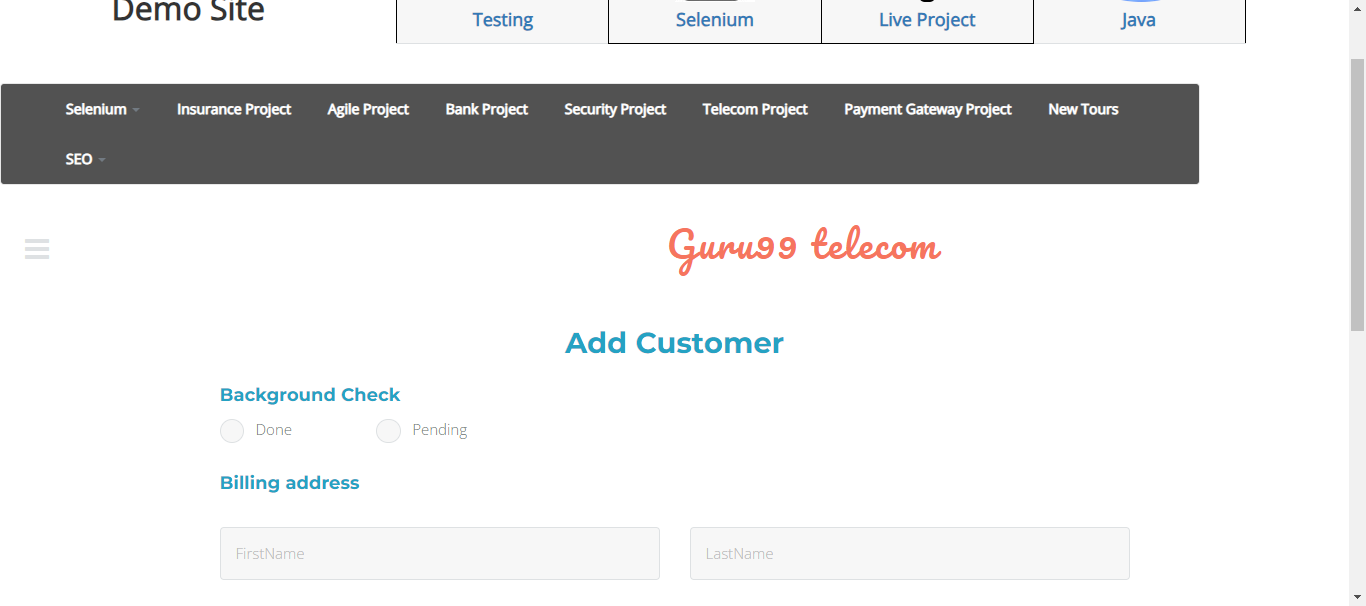 Demo Site
Testing Selenium Live Project Java
Selenium Insurance Project Agile Project Bank Project Security Project Telecom Project Payment Gateway Project New Tours
SEO
Guru99 telecom
Add Customer
Background Check
Done Pending
Billing address
FirstName LastName